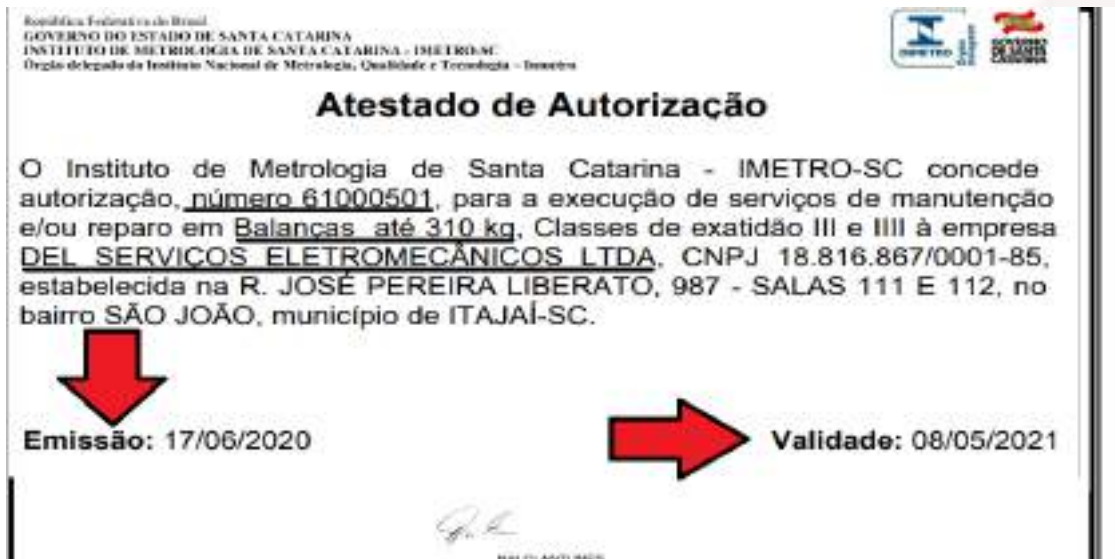 República Federativa do Brasil
GOVERNO DO ESTADO DE SANTA CATARINA
INSTITUTO DE METROLOGIA DE SANTA CATARINA - IMETRO-SC
Órgão delegado do Instituto Nacional de Metrologia, Qualidade e Tecnologia - Inmetro
INMETRO
GOVERNO
DE SANTA
CATARINA
Atestado de Autorização
O Instituto de Metrologia de Santa Catarina - IMETRO-SC concede
autorização, número 61000501, para a execução de serviços de manutenção
e/ou reparo em Balanças até 310 kg, Classes de exatidão III e IIII à empresa
DEL SERVIÇOS ELETROMECÂNICOS LTDA, CNPJ 18.816.867/0001-85,
estabelecida na R. JOSÉ PEREIRA LIBERATO, 987 - SALAS 111 E 112, no
bairro SÃO JOÃO, município de ITAJAÍ-SC.
Emissão: 17/06/2020
Validade: 08/05/2021